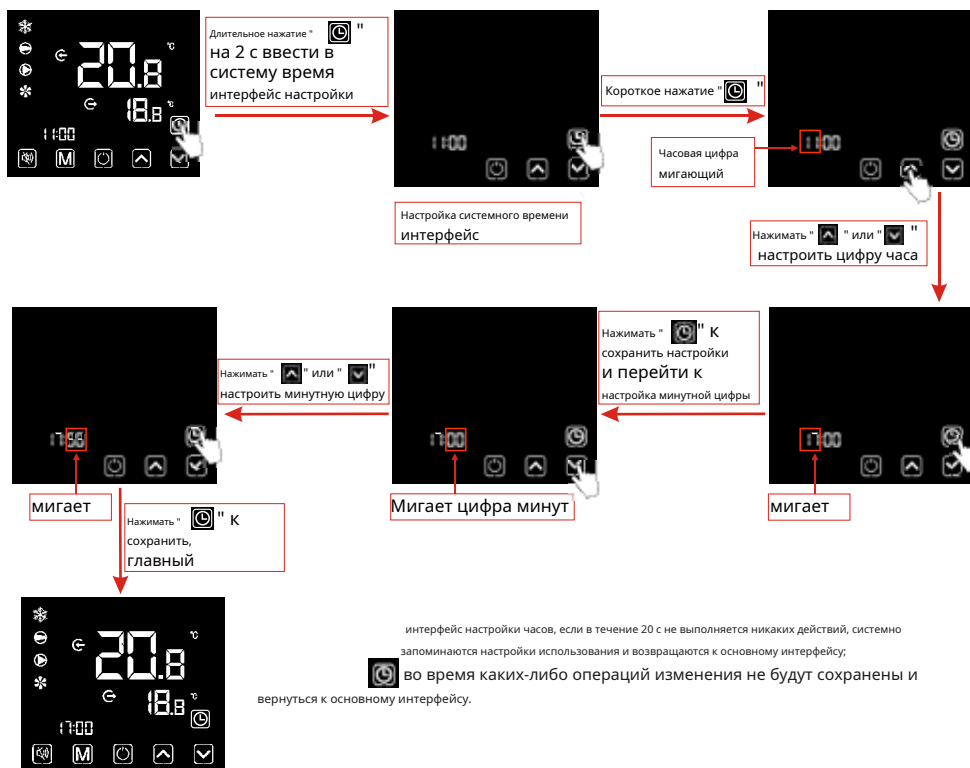 20.8 °C
18.8 °C
11:00
M
Длительное нажатие " "
на 2 с ввести в
систему время
интерфейс настройки
11:00
Настройка системного времени
интерфейс
Короткое нажатие " "
11:00
Часовая цифра
мигающий
Нажимать " " или " "
настроить цифру часа
17:00
мигает
Нажимать " " К
сохранить настройки
и перейти к
настройка минутной цифры
17:00
Мигает цифра минут
Нажимать " " или " "
настроить минутную цифру
17:56
мигает
Нажимать " " К
сохранить,
главный
20.8 °C
18.8 °C
17:00
M
интерфейс настройки часов, если в течение 20 с не выполняется никаких действий, системно
запоминаются настройки использования и возвращаются к основному интерфейсу;
во время каких-либо операций изменения не будут сохранены и
вернуться к основному интерфейсу.